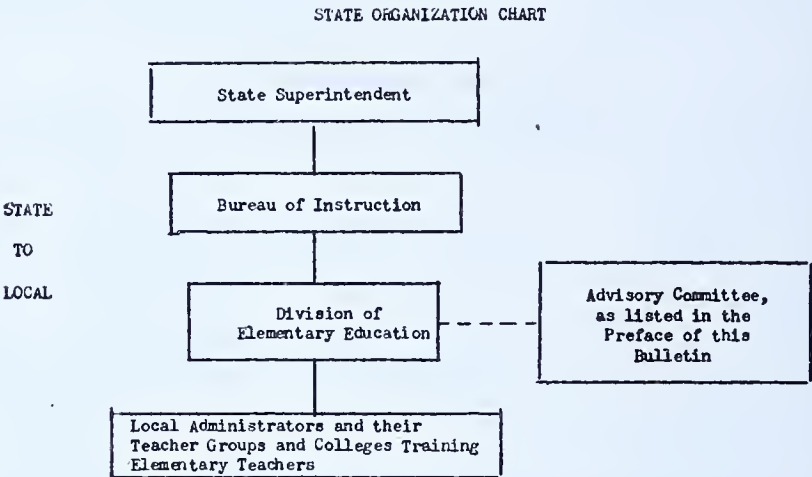 STATE ORGANIZATION CHART
State Superintendent
Bureau of Instruction
STATE
TO
LOCAL
Division of
Elementary Education
Advisory Committee,
as listed in the
Preface of this
Bulletin
Local Administrators and their
Teacher Groups and Colleges Training
Elementary Teachers